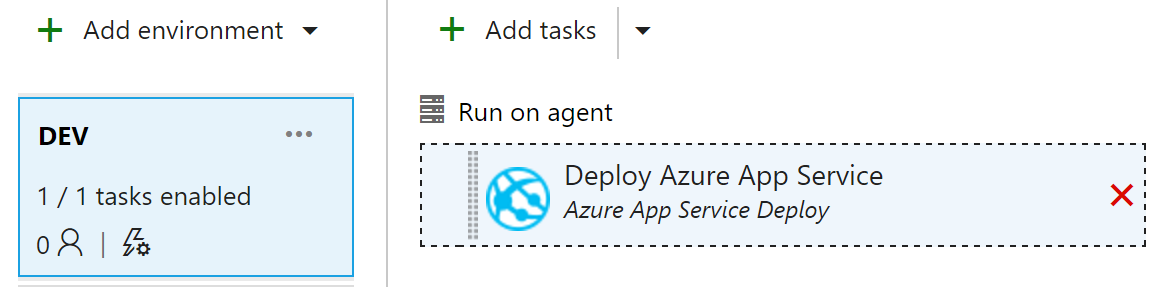 Add environment
Add tasks
DEV
1 / 1 tasks enabled
0
Run on agent
Deploy Azure App Service
Azure App Service Deploy